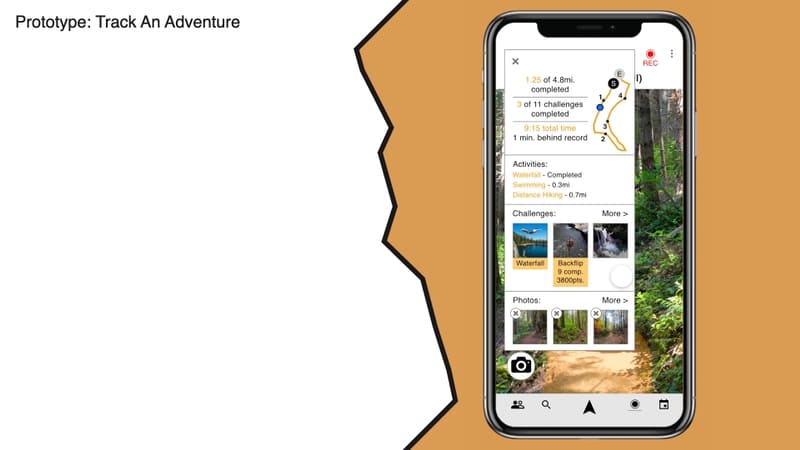 Prototype: Track An Adventure
REC
1.25 of 4.8mi.
completed
3 of 11 challenges
completed
9:15 total time
1 min. behind record
E
S
1
4
3
2
l)
Activities:
Waterfall - Completed
Swimming - 0.3mi
Distance Hiking - 0.7mi
Challenges:
More >
Waterfall
Backflip
9 comp.
3800pts.
Photos:
More >